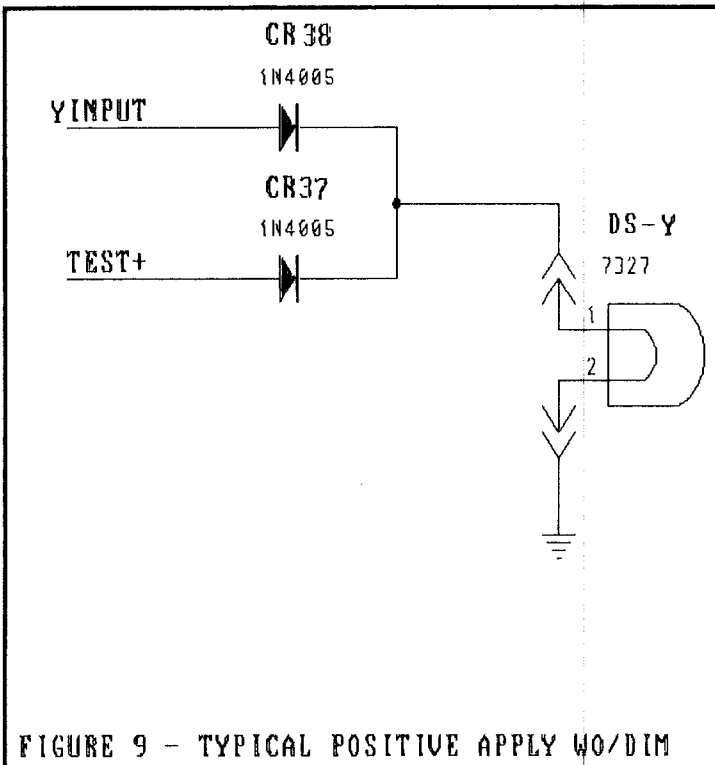 CR38
1N4005
YINPUT
CR37
1N4005
TEST+
DS-Y
7327
1
2
FIGURE 9 - TYPICAL POSITIVE APPLY WO/DIM